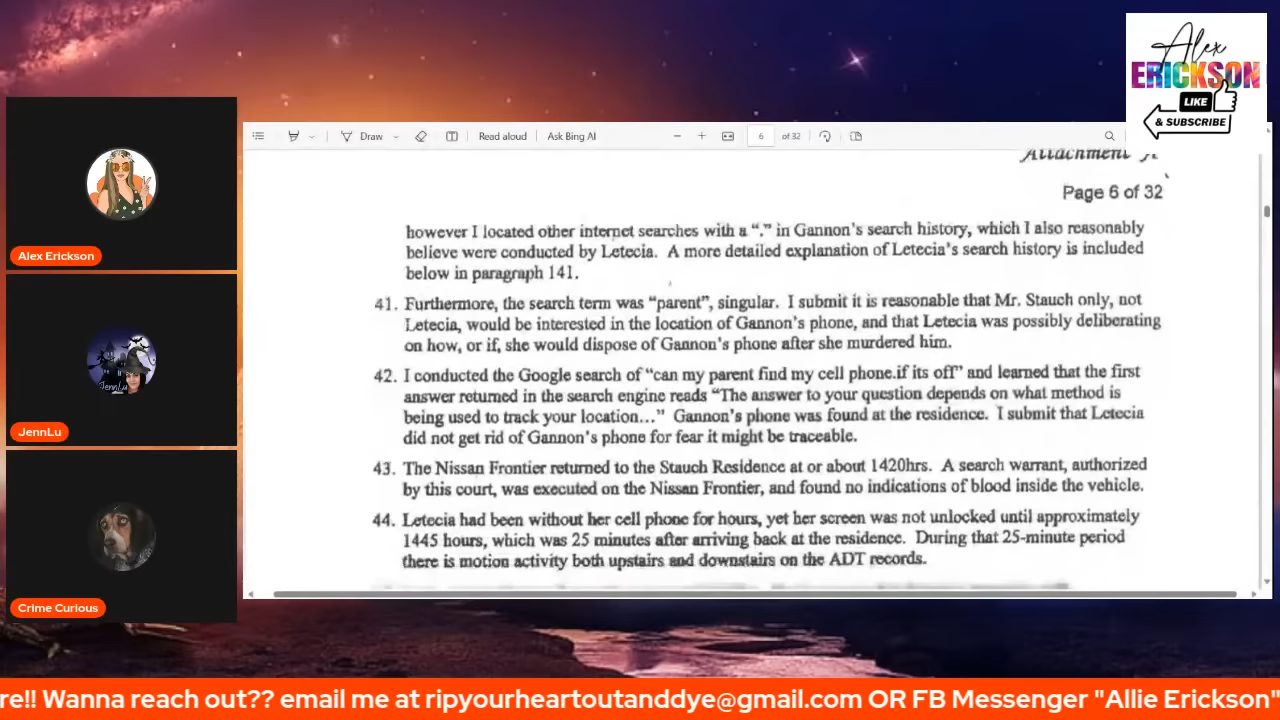 Alex
ERICKSON
LIKE
& SUBSCRIBE
Draw
Read aloud
Ask Bing AI
6
of 32
Attachment A
Page 6 of 32
however I located other internet searches with a “.” in Gannon’s search history, which I also reasonably
believe were conducted by Letecia. A more detailed explanation of Letecia’s search history is included
below in paragraph 141.
41. Furthermore, the search term was “parent”, singular. I submit it is reasonable that Mr. Stauch only, not
Letecia, would be interested in the location of Gannon’s phone, and that Letecia was possibly deliberating
on how, or if, she would dispose of Gannon’s phone after she murdered him.
42. I conducted the Google search of “can my parent find my cell phone.if its off” and learned that the first
answer returned in the search engine reads “The answer to your question depends on what method is
being used to track your location…” Gannon’s phone was found at the residence. I submit that Letecia
did not get rid of Gannon’s phone for fear it might be traceable.
43. The Nissan Frontier returned to the Stauch Residence at or about 1420hrs. A search warrant, authorized
by this court, was executed on the Nissan Frontier, and found no indications of blood inside the vehicle.
44. Letecia had been without her cell phone for hours, yet her screen was not unlocked until approximately
1445 hours, which was 25 minutes after arriving back at the residence. During that 25-minute period
there is motion activity both upstairs and downstairs on the ADT records.
Alex Erickson
JennLu
JennLu
Crime Curious
re!! Wanna reach out?? email me at ripyourheartoutanddye@gmail.com OR FB Messenger "Allie Erickson"